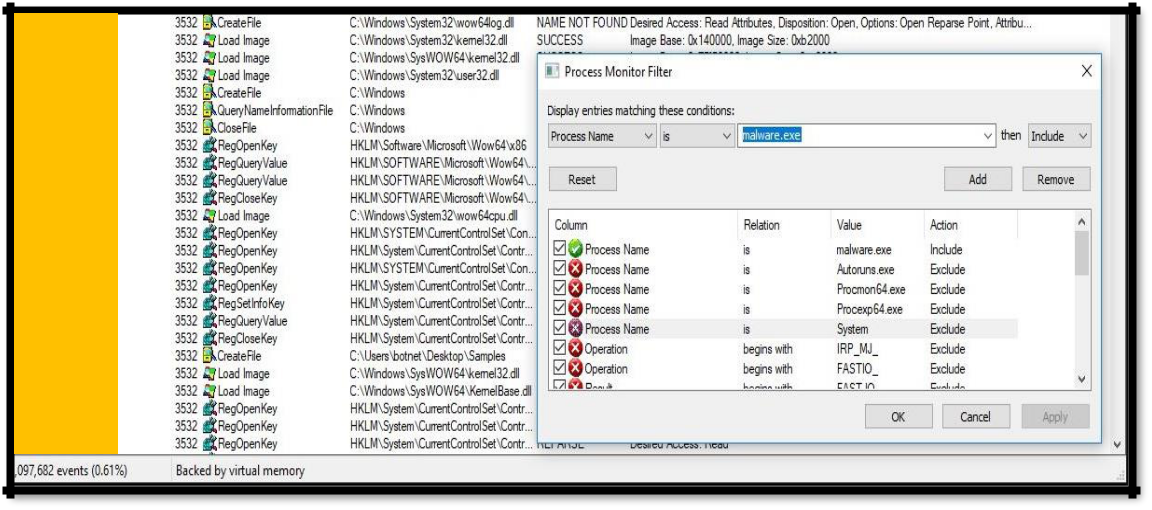 3532 CreateFile C:\Windows\System32\wow64log.dll NAME NOT FOUND Desired Access: Read Attributes, Disposition: Open, Options: Open Reparse Point, Attribu...
3532 Load Image C:\Windows\System32\kernel32.dll SUCCESS Image Base: 0x140000, Image Size: 0xb2000
3532 Load Image C:\Windows\SysWOW64\kernel32.dll
3532 Load Image C:\Windows\System32\user32.dll
3532 CreateFile C:\Windows
3532 QueryNameInformationFile C:\Windows
3532 CloseFile C:\Windows
3532 RegOpenKey HKLM\Software\Microsoft\Wow64\x86
3532 RegQueryValue HKLM\SOFTWARE\Microsoft\Wow64\...
3532 RegQueryValue HKLM\SOFTWARE\Microsoft\Wow64\...
3532 RegCloseKey HKLM\SOFTWARE\Microsoft\Wow64\...
3532 Load Image C:\Windows\System32\wow64cpu.dll
3532 RegOpenKey HKLM\SYSTEM\CurrentControlSet\Con...
3532 RegOpenKey HKLM\System\CurrentControlSet\Contr...
3532 RegOpenKey HKLM\SYSTEM\CurrentControlSet\Con...
3532 RegOpenKey HKLM\System\CurrentControlSet\Contr...
3532 RegSetInfoKey HKLM\System\CurrentControlSet\Contr...
3532 RegQueryValue HKLM\System\CurrentControlSet\Contr...
3532 RegCloseKey HKLM\System\CurrentControlSet\Contr...
3532 CreateFile C:\Users\botnet\Desktop\Samples
3532 Load Image C:\Windows\SysWOW64\kernel32.dll
3532 Load Image C:\Windows\SysWOW64\KernelBase.dll
3532 RegOpenKey HKLM\System\CurrentControlSet\Contr...
3532 RegOpenKey HKLM\System\CurrentControlSet\Contr...
3532 RegOpenKey HKLM\System\CurrentControlSet\Contr... REPARSE Desired Access: Read
Process Monitor Filter
Display entries matching these conditions:
Process Name is malware.exe then Include
Reset Add Remove
Column Relation Value Action
Process Name is malware.exe Include
Process Name is Autoruns.exe Exclude
Process Name is Procmon64.exe Exclude
Process Name is Procexp64.exe Exclude
Process Name is System Exclude
Operation begins with IRP_MJ_ Exclude
Operation begins with FASTIO_ Exclude
Result begins with FAST IO Exclude
OK Cancel Apply
,097,682 events (0.61%) Backed by virtual memory